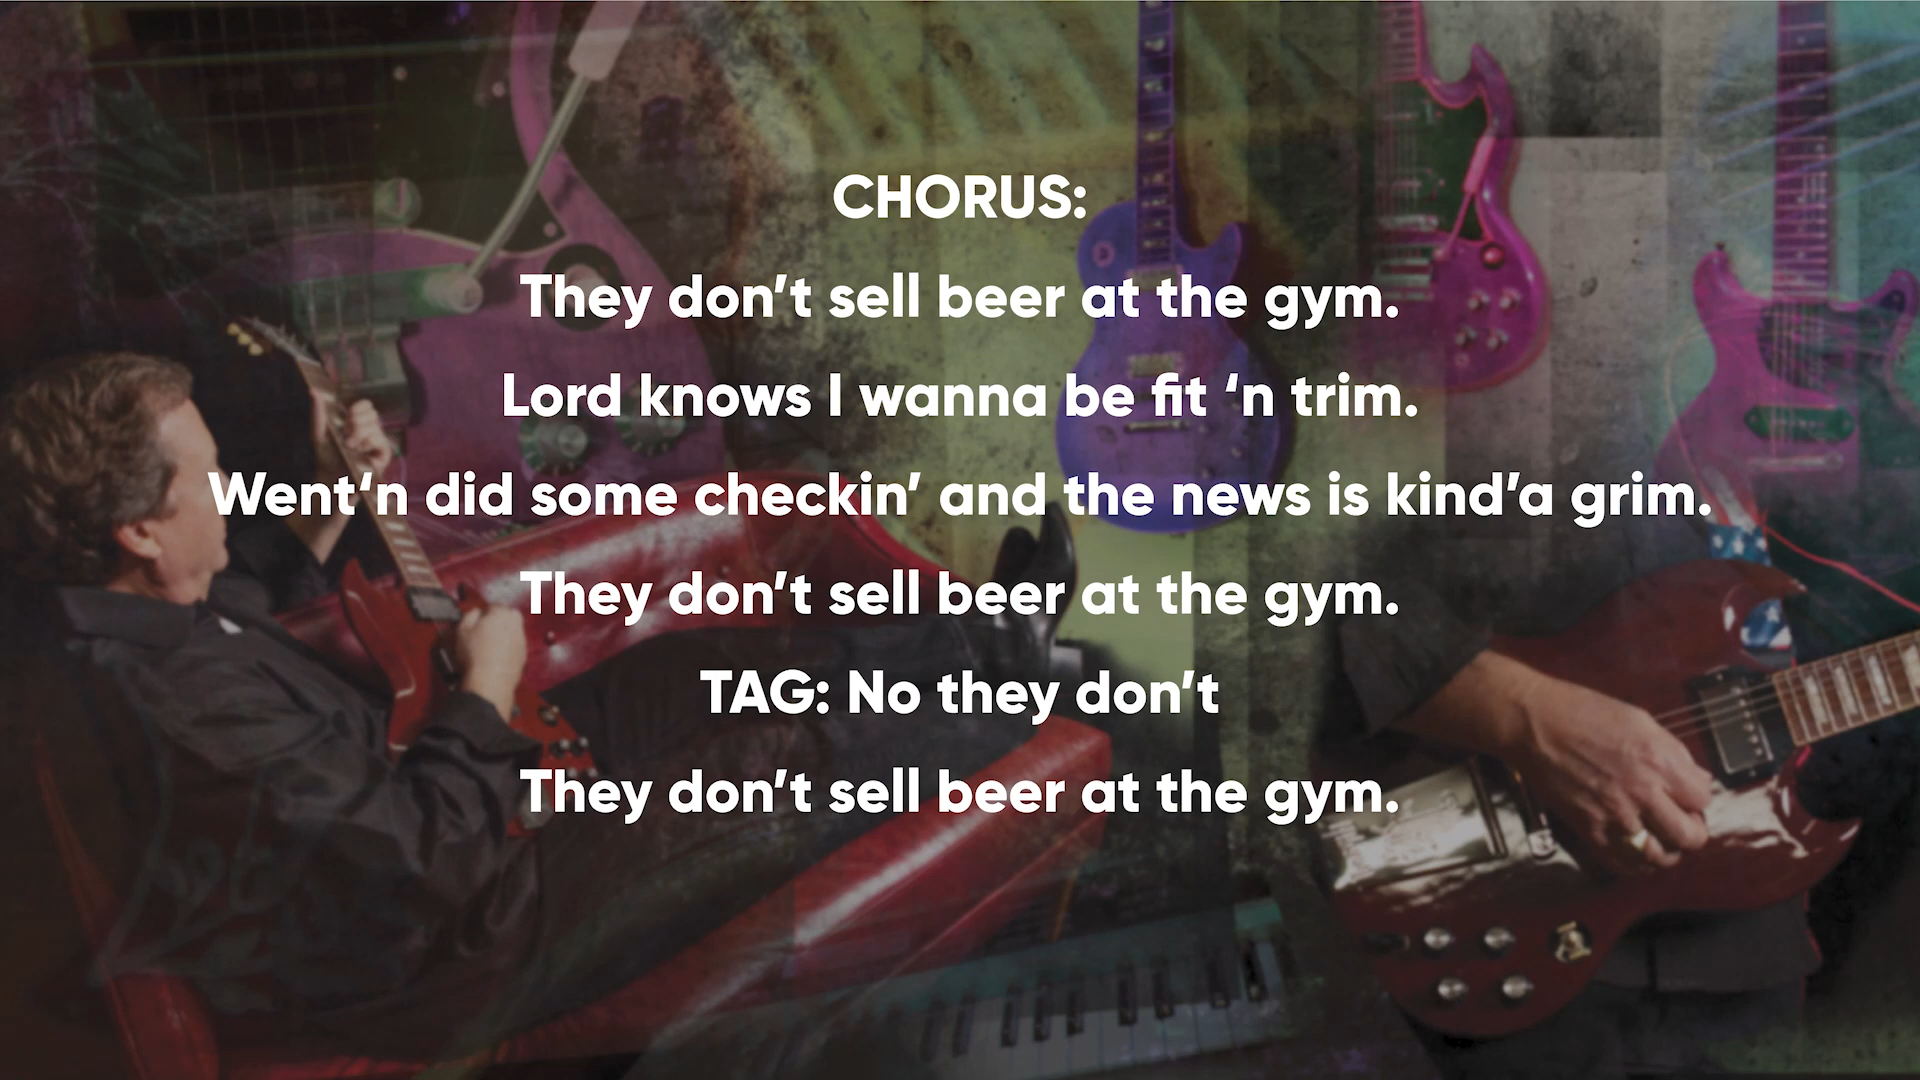 CHORUS:
They don’t sell beer at the gym.
Lord knows I wanna be fit ‘n trim.
Went‘n did some checkin’ and the news is kind’a grim.
They don’t sell beer at the gym.
TAG: No they don’t
They don’t sell beer at the gym.